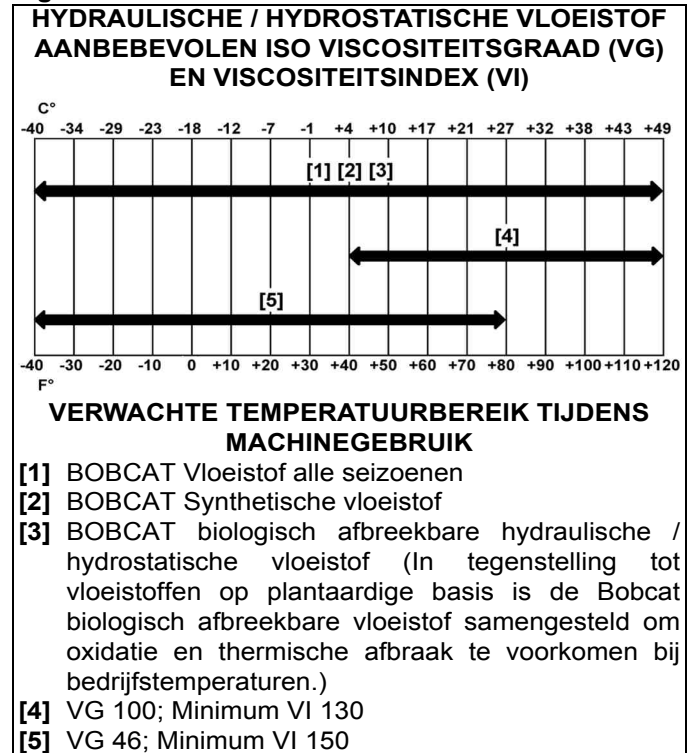 HYDRAULISCHE / HYDROSTATISCHE VLOEISTOF
AANBEBEVOLEN ISO VISCOSITEITSGRAAD (VG)
EN VISCOSITEITSINDEX (VI)
C°
-40 -34 -29 -23 -18 -12 -7 -1 +4 +10 +17 +21 +27 +32 +38 +43 +49
[1] [2] [3]
[4]
[5]
-40 -30 -20 -10 0 +10 +20 +30 +40 +50 +60 +70 +80 +90 +100 +110 +120
F°
VERWACHTE TEMPERATUURBEREIK TIJDENS
MACHINEGEBRUIK
[1] BOBCAT Vloeistof alle seizoenen
[2] BOBCAT Synthetische vloeistof
[3] BOBCAT biologisch afbreekbare hydraulische /
hydrostatische vloeistof (In tegenstelling tot
vloeistoffen op plantaardige basis is de Bobcat
biologisch afbreekbare vloeistof samengesteld om
oxidatie en thermische afbraak te voorkomen bij
bedrijfstemperaturen.)
[4] VG 100; Minimum VI 130
[5] VG 46; Minimum VI 150